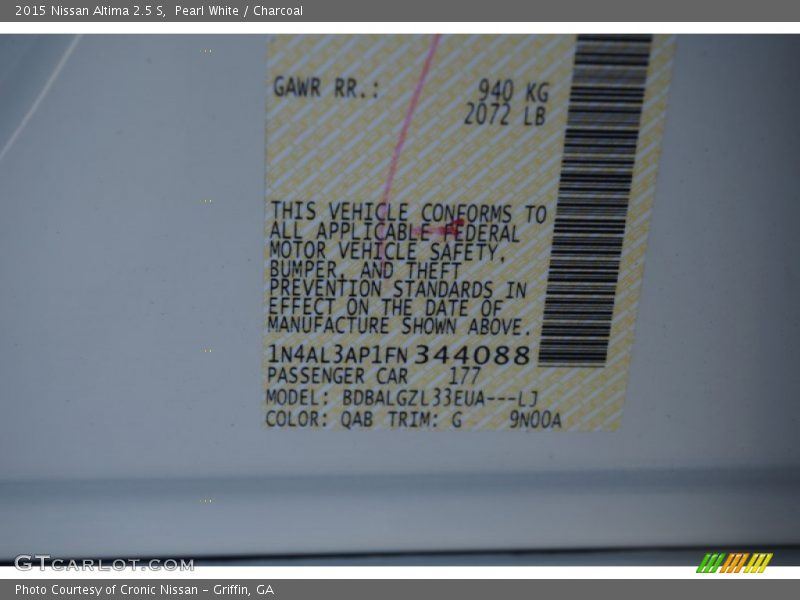 2015 Nissan Altima 2.5 S, Pearl White / Charcoal
GAWR RR.: 940 KG
2072 LB
THIS VEHICLE CONFORMS TO
ALL APPLICABLE FEDERAL
MOTOR VEHICLE SAFETY,
BUMPER, AND THEFT
PREVENTION STANDARDS IN
EFFECT ON THE DATE OF
MANUFACTURE SHOWN ABOVE.
1N4AL3AP1FN344088
PASSENGER CAR 177
MODEL: BDBALGZL33EUA---LJ
COLOR: QAB TRIM: G 9N00A
GTCARLOT.COM
Photo Courtesy of Cronic Nissan - Griffin, GA